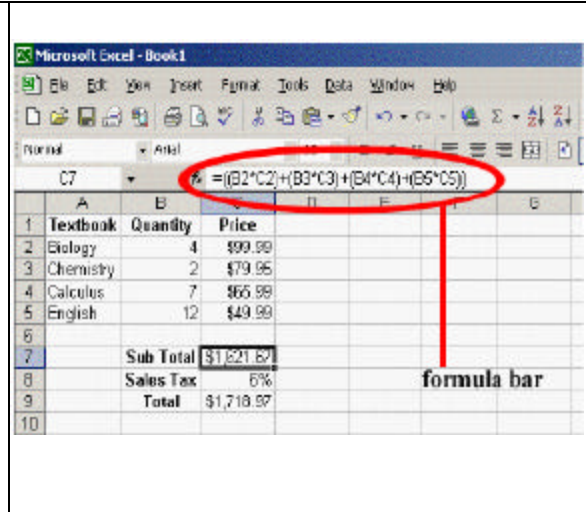 Microsoft Excel - Book1
File Edit View Insert Format Tools Data Window Help
Normal Arial
C7 =((B2*C2)+(B3*C3)+(B4*C4)+(B5*C5))
A B C D E F G
1 Textbook Quantity Price
2 Biology 4 $99.99
3 Chemistry 2 $79.95
4 Calculus 7 $65.99
5 English 12 $49.99
6
7 Sub Total $1,621.67
8 Sales Tax 6%
9 Total $1,718.97
10
formula bar